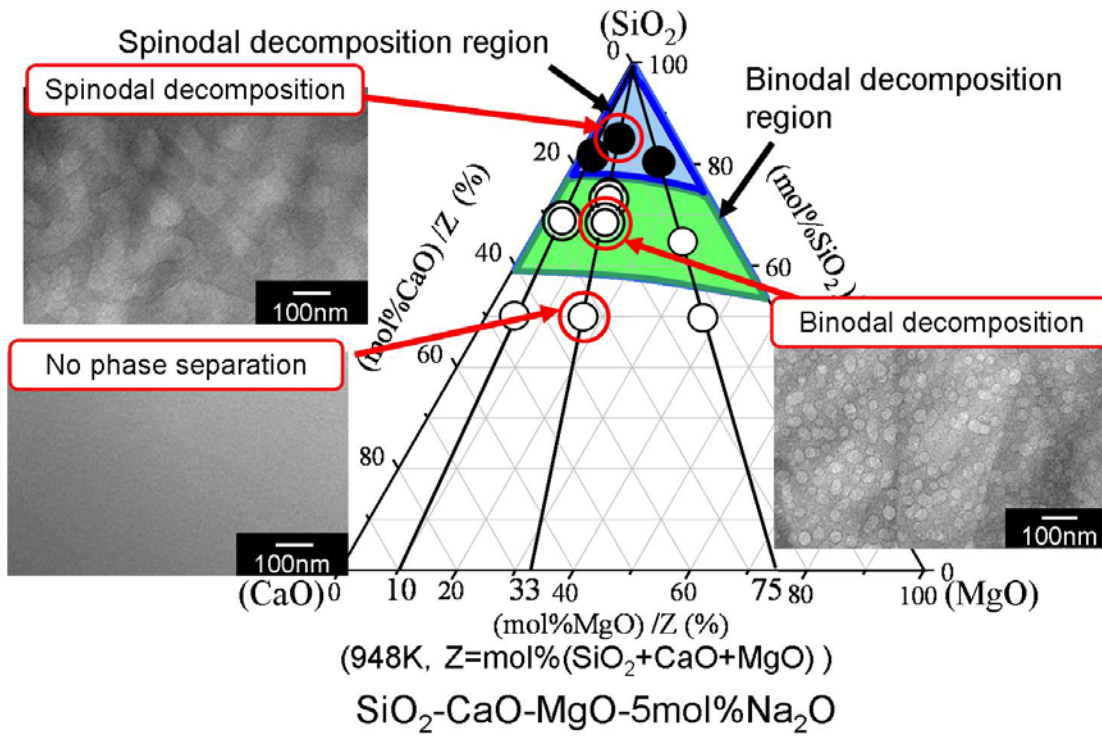 (SiO₂)
Spinodal decomposition region
0
100
Spinodal decomposition
Binodal decomposition
region
20
80
(mol%CaO) /Z (%)
(mol%SiO₂)
40
60
100nm
Binodal decomposition
No phase separation
60
80
100nm
100nm
(CaO)
0
10
20
33
40
60
75
80
100
0
(MgO)
(mol%MgO) /Z (%)
(948K, Z=mol%(SiO₂+CaO+MgO) )
SiO₂-CaO-MgO-5mol%Na₂O